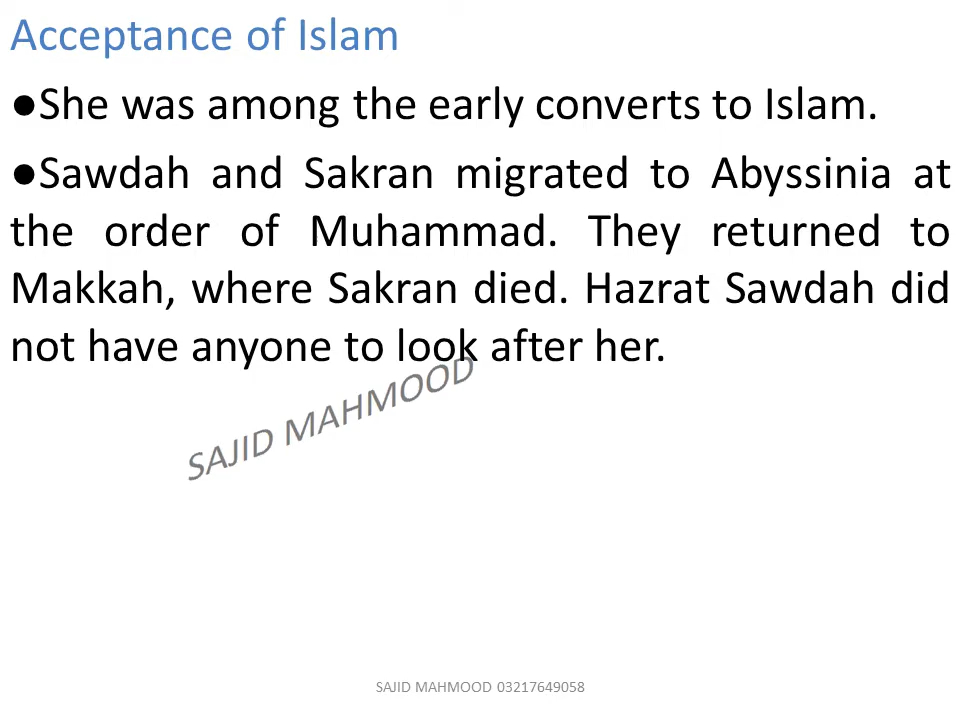 Acceptance of Islam
●She was among the early converts to Islam.
●Sawdah and Sakran migrated to Abyssinia at
the order of Muhammad. They returned to
Makkah, where Sakran died. Hazrat Sawdah did
not have anyone to look after her.
SAJID MAHMOOD
SAJID MAHMOOD 03217649058